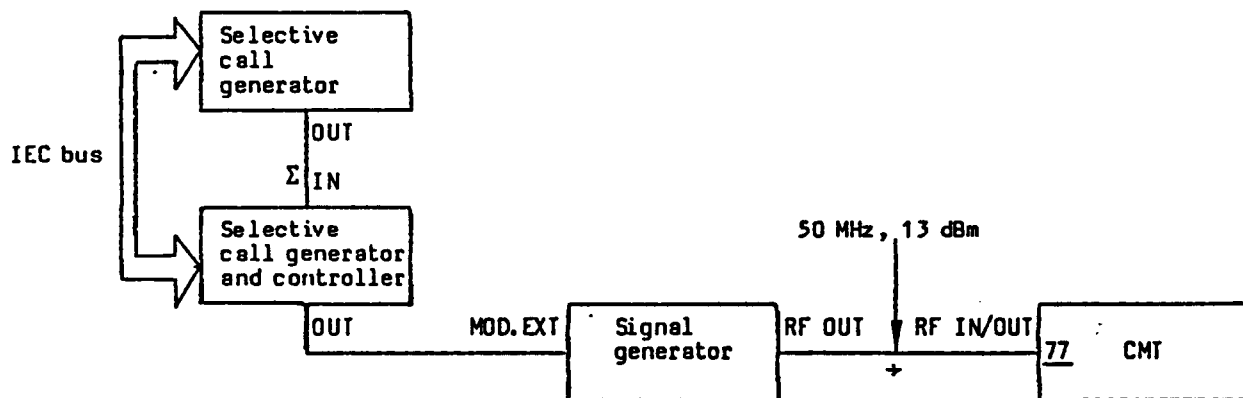 Selective
call
generator
OUT
IEC bus
Σ IN
Selective
call generator
and controller
50 MHz, 13 dBm
OUT
MOD.EXT
Signal
generator
RF OUT
RF IN/OUT
77
CMT